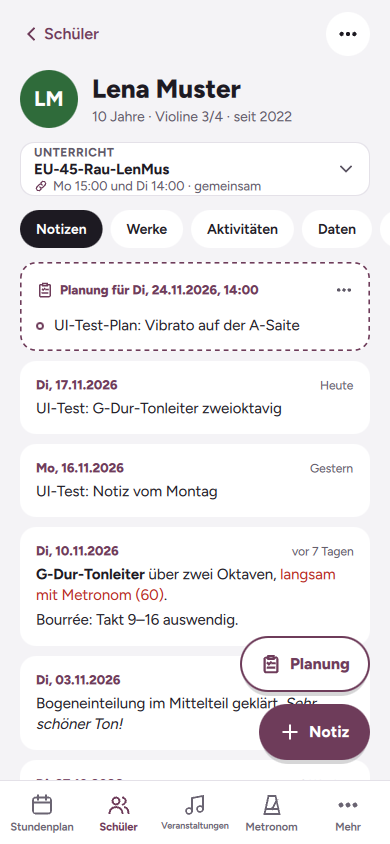 Schüler
LM
Lena Muster
10 Jahre · Violine 3/4 · seit 2022
UNTERRICHT
EU-45-Rau-LenMus
Mo 15:00 und Di 14:00 · gemeinsam
Notizen Werke Aktivitäten Daten
Planung für Di, 24.11.2026, 14:00
UI-Test-Plan: Vibrato auf der A-Saite
Di, 17.11.2026 Heute
UI-Test: G-Dur-Tonleiter zweioktavig
Mo, 16.11.2026 Gestern
UI-Test: Notiz vom Montag
Di, 10.11.2026 vor 7 Tagen
G-Dur-Tonleiter über zwei Oktaven, langsam
mit Metronom (60).
Bourrée: Takt 9–16 auswendig.
Planung
Di, 03.11.2026
Bogeneinteilung im Mittelteil geklärt. Sehr
schöner Ton!
Notiz
Stundenplan Schüler Veranstaltungen Metronom Mehr